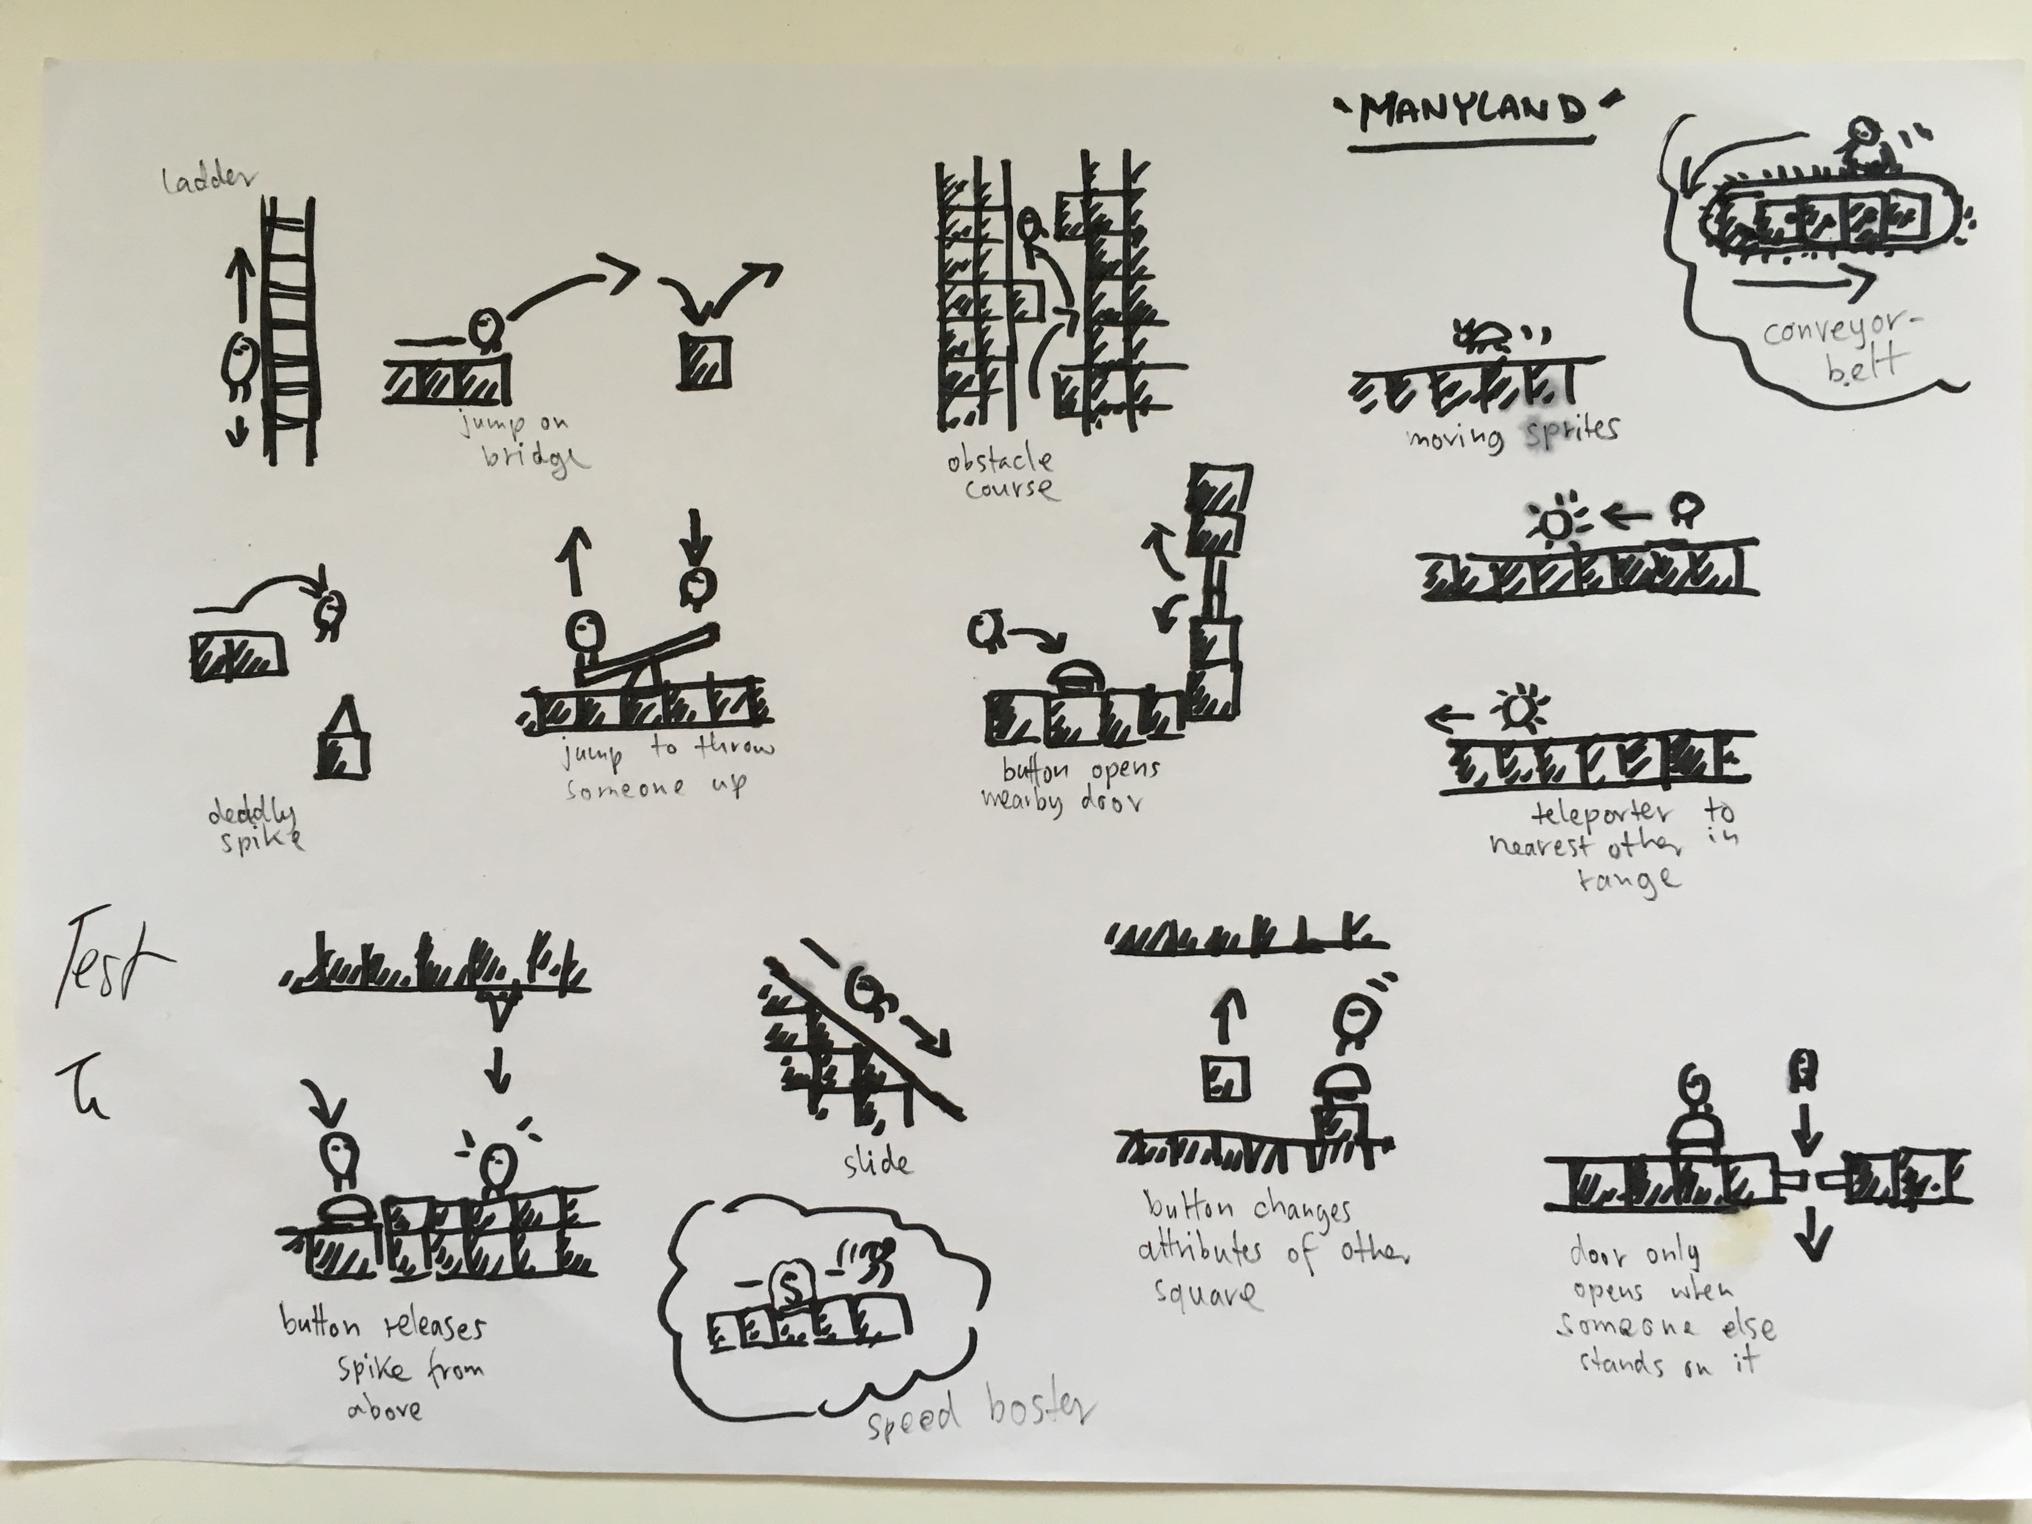 "MANYLAND"
ladder
jump on
bridge
obstacle
course
moving sprites
conveyor-
belt
deadly
spike
jump to throw
someone up
button opens
nearby door
teleporter to
nearest other in
range
Test
button releases
spike from
above
slide
S
speed boster
button changes
attributes of other
square
door only
opens when
someone else
stands on it